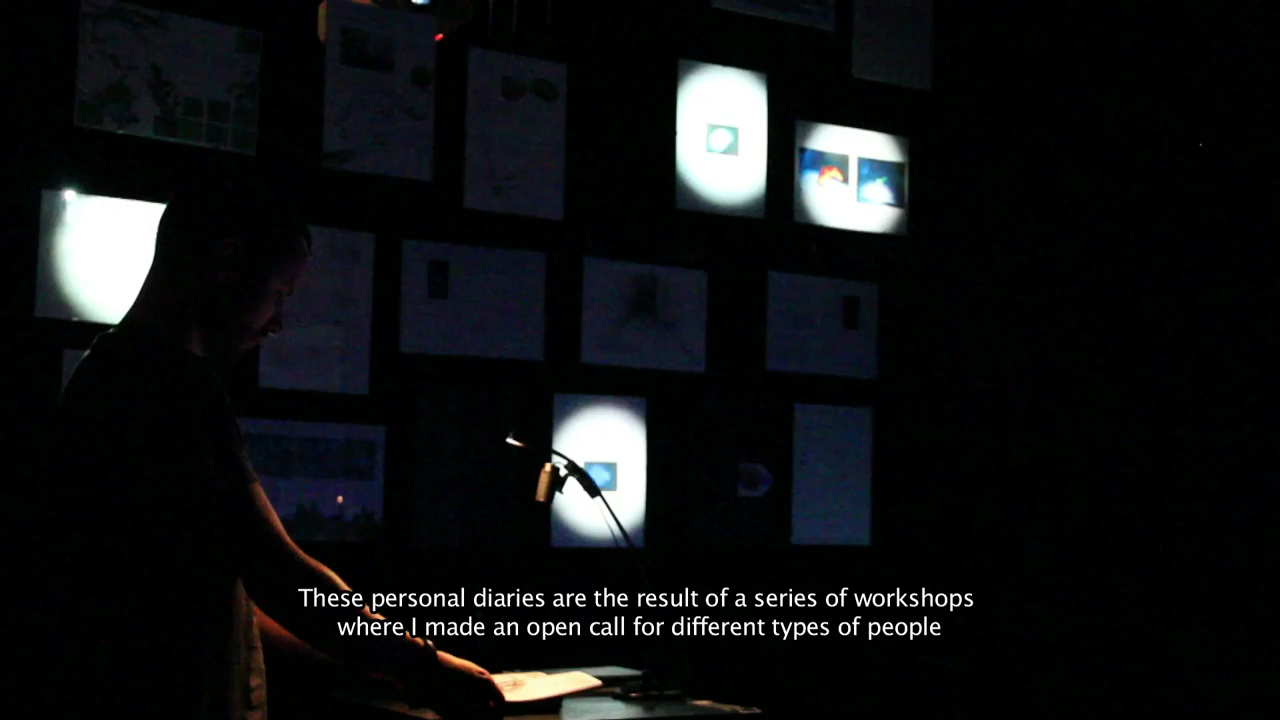 These personal diaries are the result of a series of workshops
where I made an open call for different types of people